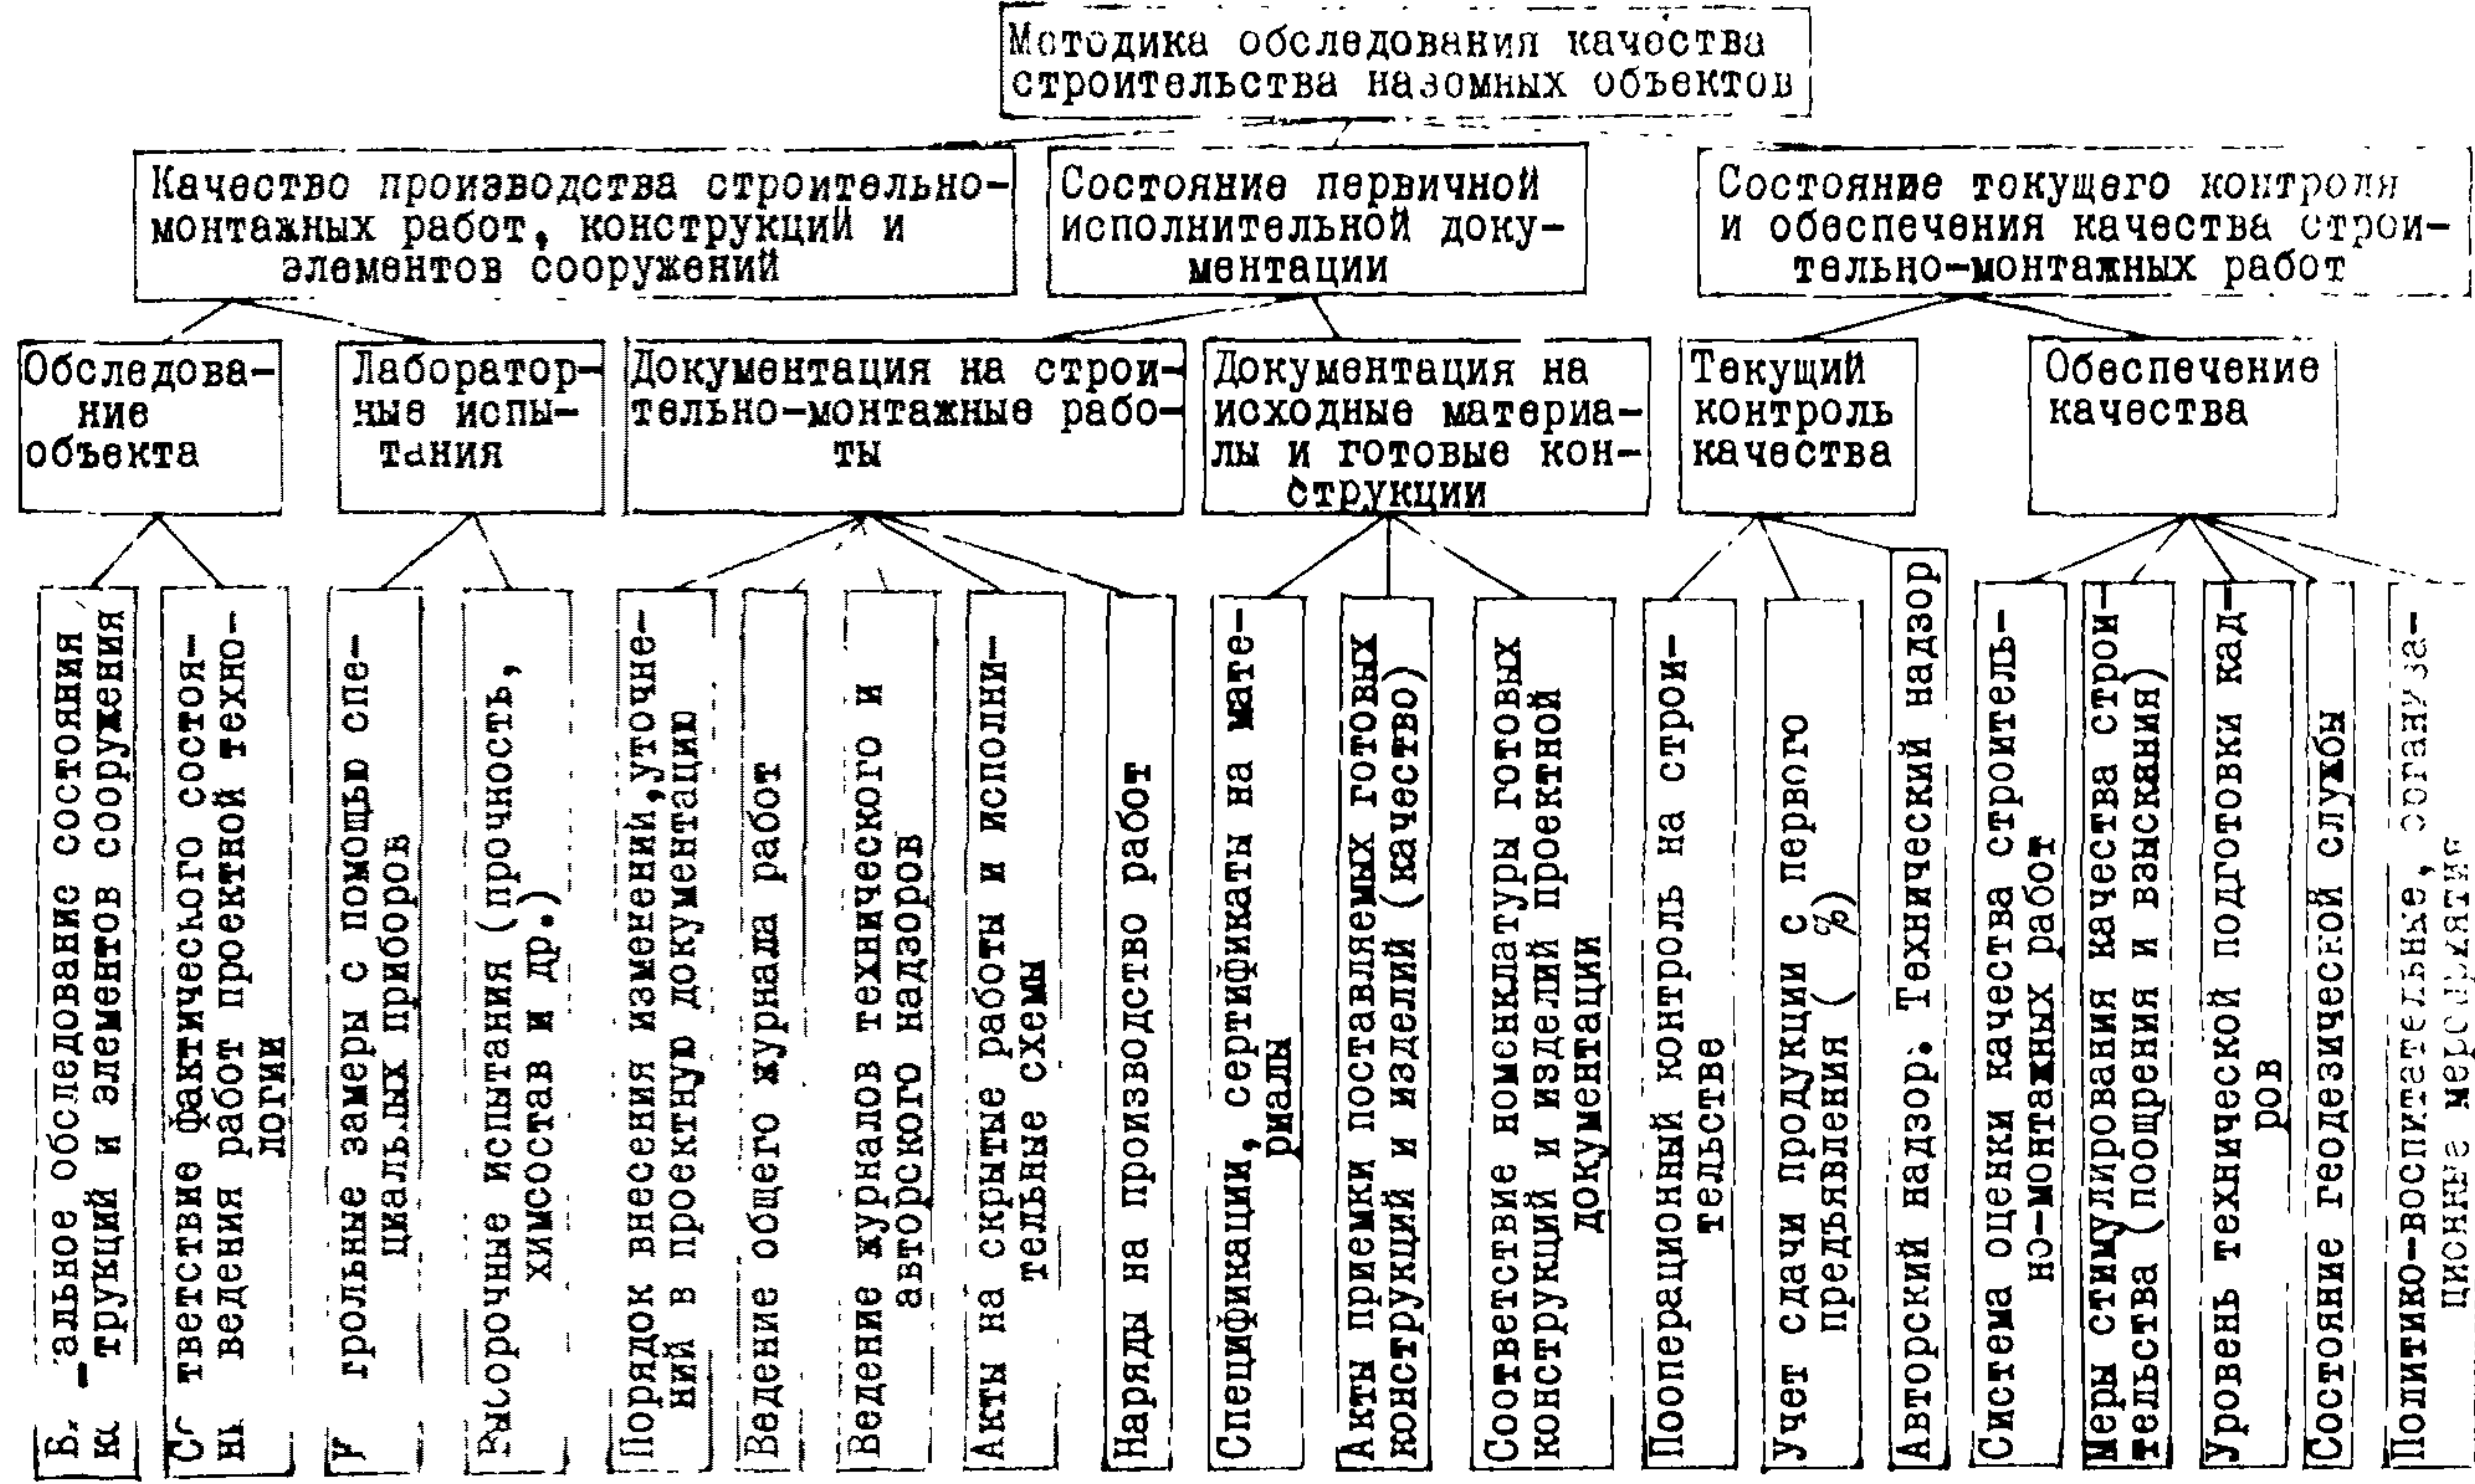 Методика обследования качества
строительства наземных объектов
Качество производства строительно-
монтажных работ, конструкций и
элементов сооружений
Состояние первичной
исполнительной доку-
ментации
Состояние токущего контроля
и обеспечения качества строи-
тельно-монтажных работ
Обследова-
ние
объекта
Лаборатор-
ные испы-
тания
Документация на строи-
тельно-монтажные рабо-
ты
Документация на
исходные материа-
лы и готовые кон-
струкции
Текущий
контроль
качества
Обеспечение
качества
обследование состояния
и элементов сооружения
фактического состоя-
ведения работ проектной техно-
логии
замеры с помощью спе-
циальных приборов
Выборочные испытания (прочность,
химсостав и др.)
Порядок внесения изменений, уточне-
ний в проектную документацию
Ведение общего журнала работ
Ведение журналов технического и
авторского надзоров
Акты на скрытые работы и исполни-
тельные схемы
Наряды на производство работ
Спецификации, сертификаты на мате-
риалы
Акты приемки поставляемых готовых
конструкций и изделий (качество)
Соответствие номенклатуры готовых
конструкций и изделий проектной
документации
Пооперационный контроль на строи-
тельстве
Учет сдачи продукции с первого
предъявления ( %)
Авторский надзор. Технический надзор
Система оценки качества строитель-
но-монтажных работ
Меры стимулирования качества строи-
тельства (поощрения и взыскания)
Уровень технической подготовки кад-
ров
Состояние геодезической службы
Политико-воспитательные, организа-
ционные мероприятия